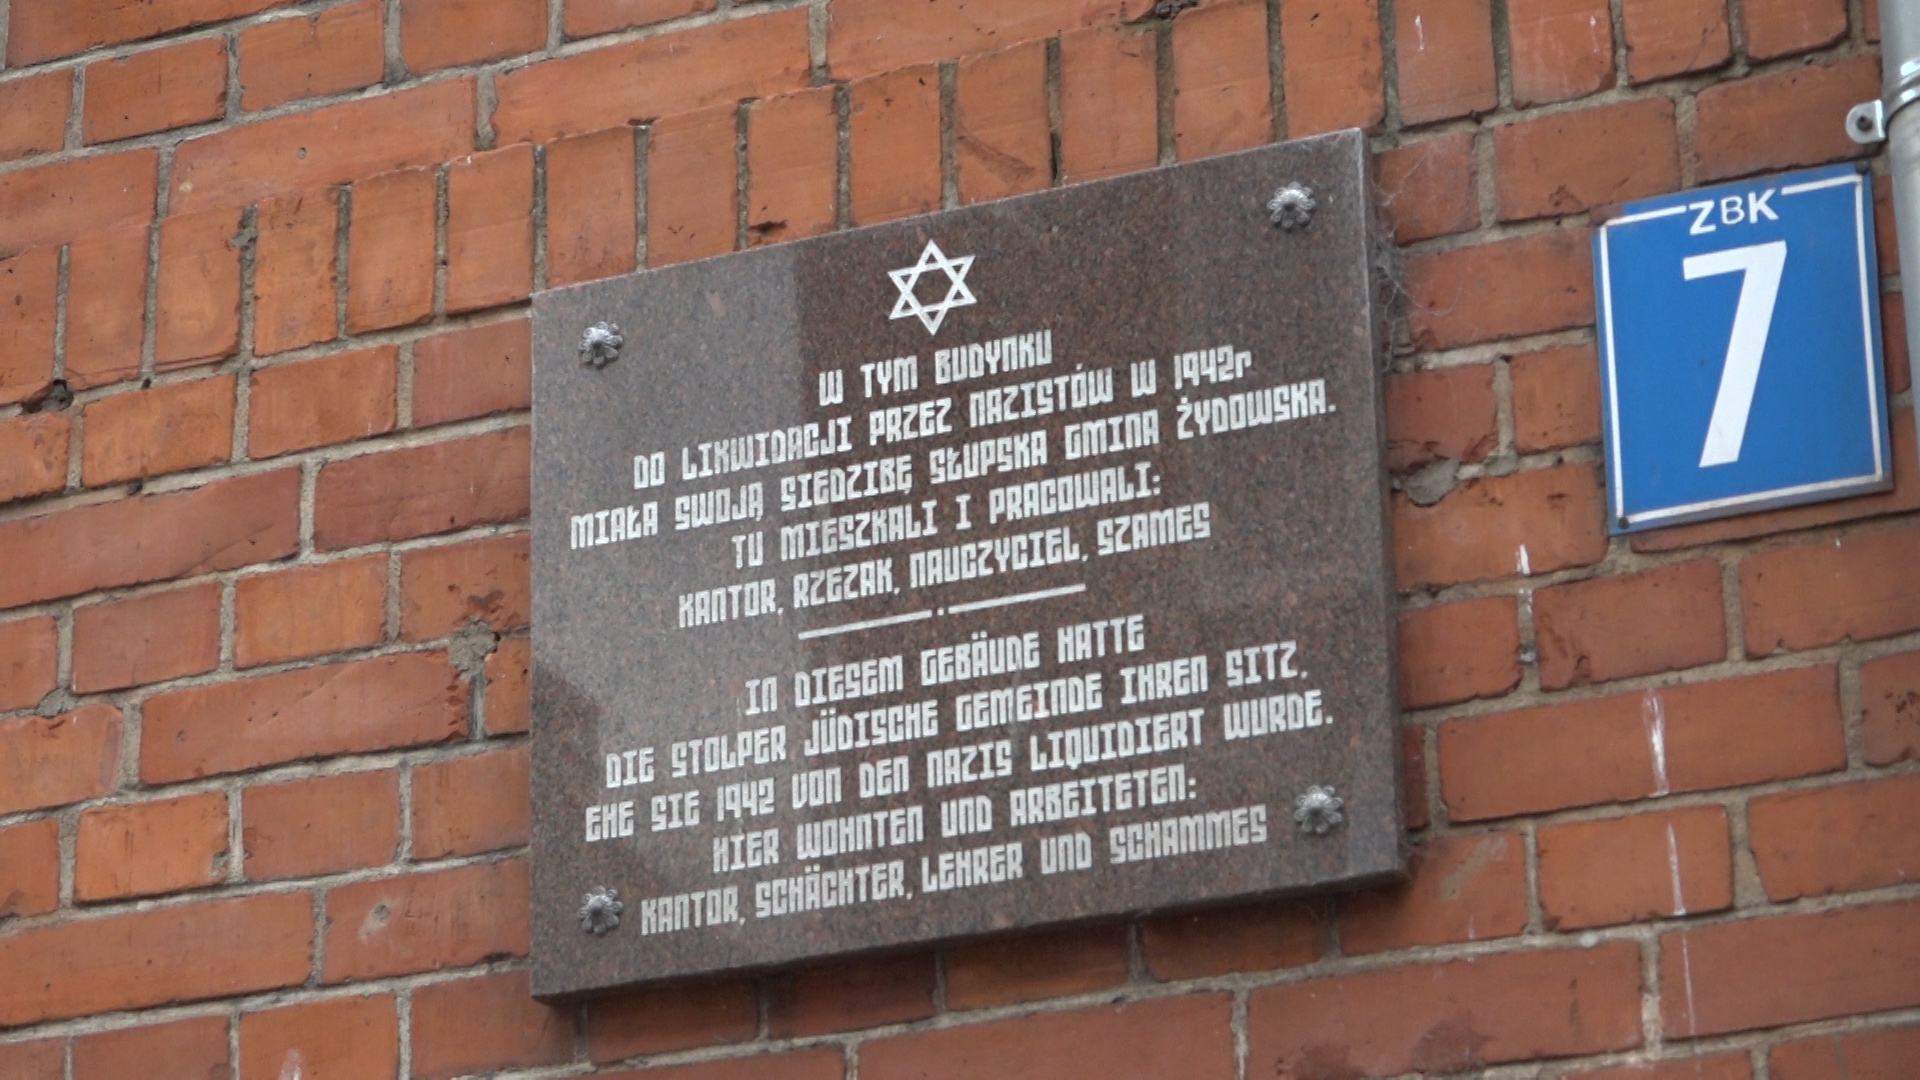 W TYM BUDYNKU
DO LIKWIDACJI PRZEZ NAZISTÓW W 1942r
MIAŁA SWOJĄ SIEDZIBĘ SŁUPSKA GMINA ŻYDOWSKA.
TU MIESZKALI I PRACOWALI:
KANTOR, RZEZAK, NAUCZYCIEL, SZAMES
IN DIESEM GEBÄUDE HATTE
DIE STOLPER JÜDISCHE GEMEINDE IHREN SITZ,
EHE SIE 1942 VON DEN NAZIS LIQUIDIERT WURDE.
HIER WOHNTEN UND ARBEITETEN:
KANTOR, SCHÄCHTER, LEHRER UND SCHAMMES
ZBK
7